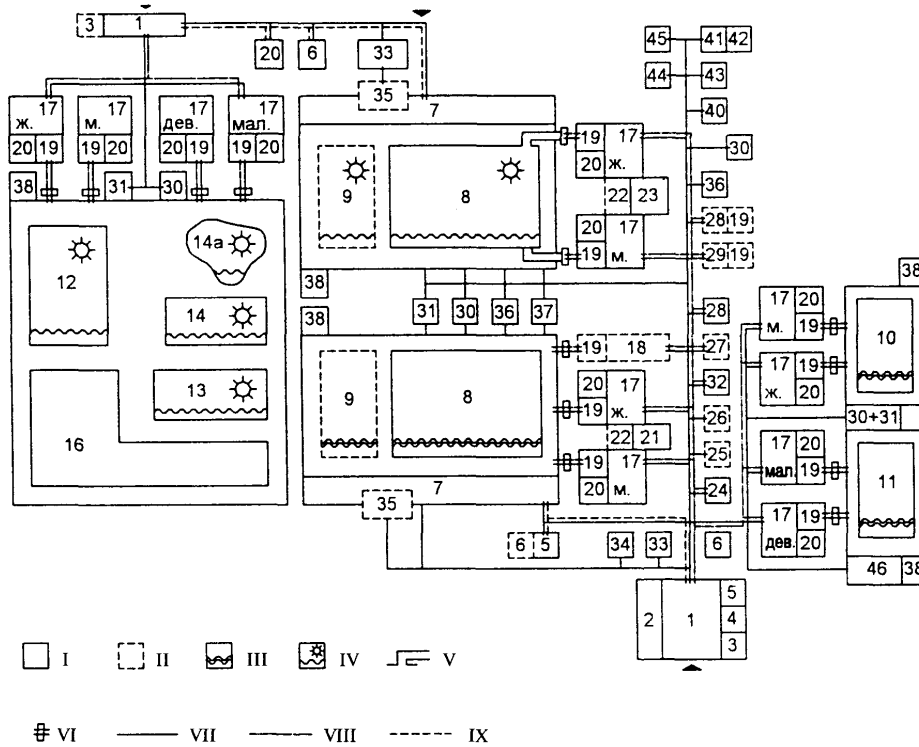 3 1
20 6 33
45 41 42
44 43
40
35
7
17 17 17 17
ж. м. дев. мал.
20 19 19 20 20 19 19 20
38 31 30
19 17
20 ж.
30
9 8
22 23
36
20 17
19 м.
28 19
29 19
14а
12
14
13
16
38
38
31 30 36 37
28
19 18 27
32
9 8
20 17
19 ж.
26
22 21
25
19 17
20 м.
24
7
35
6 5
34 33
6
38
17 20
м. 19
10
17 19
ж. 20
30+31
17 20
мал. 19
11
17 19
дев. 20
46 38
2 1 5
4
3
I II III IV V
VI VII VIII IX